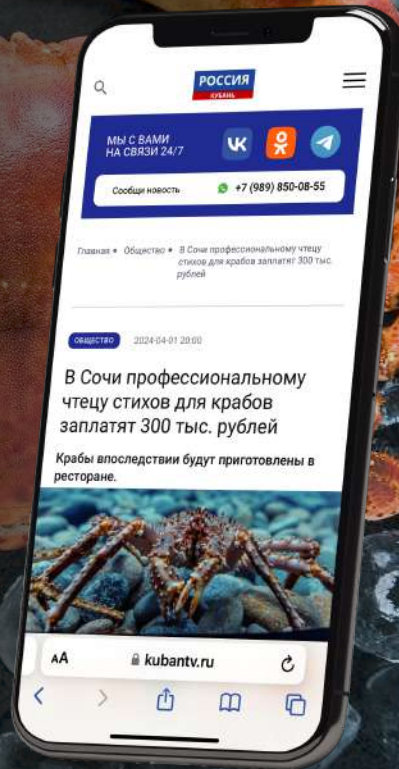 РОССИЯ
КУБАНЬ
МЫ С ВАМИ
НА СВЯЗИ 24/7
Сообщи новость
+7 (989) 850-08-55
Главная • Общество • В Сочи профессиональному чтецу
стихов для крабов заплатят 300 тыс.
рублей
ОБЩЕСТВО
2024-04-01 20:00
В Сочи профессиональному
чтецу стихов для крабов
заплатят 300 тыс. рублей
Крабы впоследствии будут приготовлены в
ресторане.
AA
kubantv.ru